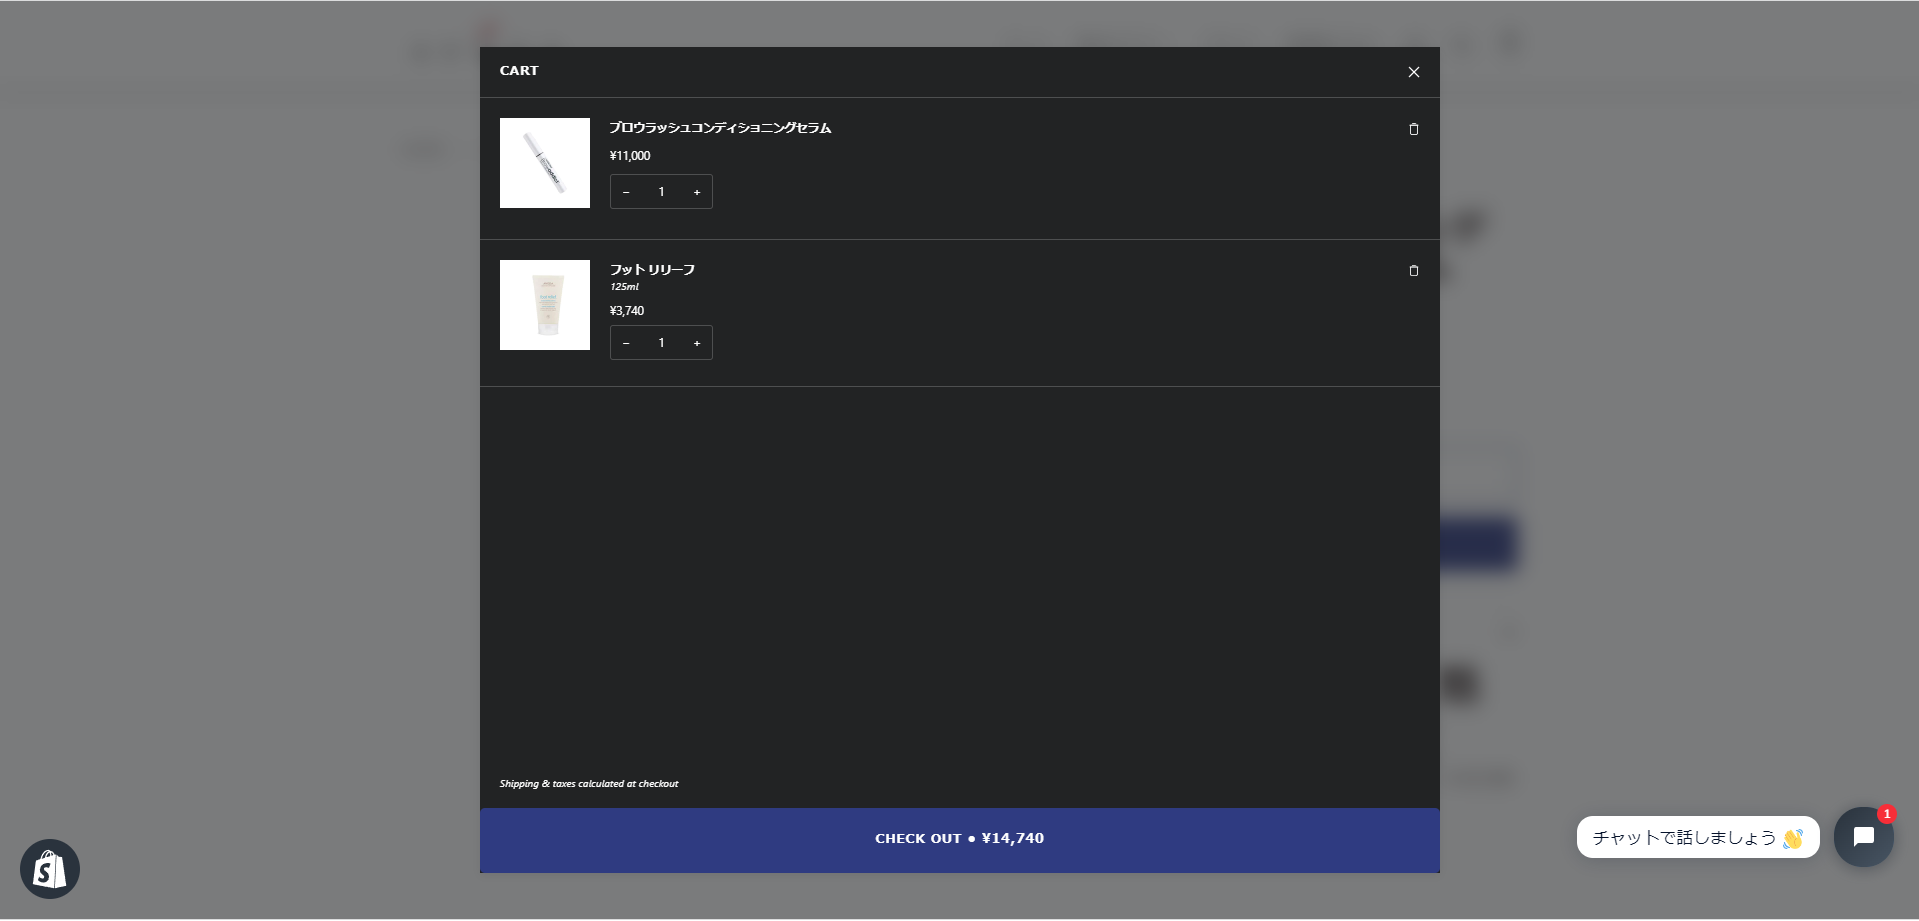 CART
ブロウラッシュコンディショニングセラム
¥11,000
− 1 +
フット リリーフ
125ml
¥3,740
− 1 +
Shipping & taxes calculated at checkout
CHECK OUT ● ¥14,740
チャットで話しましょう 👋
1